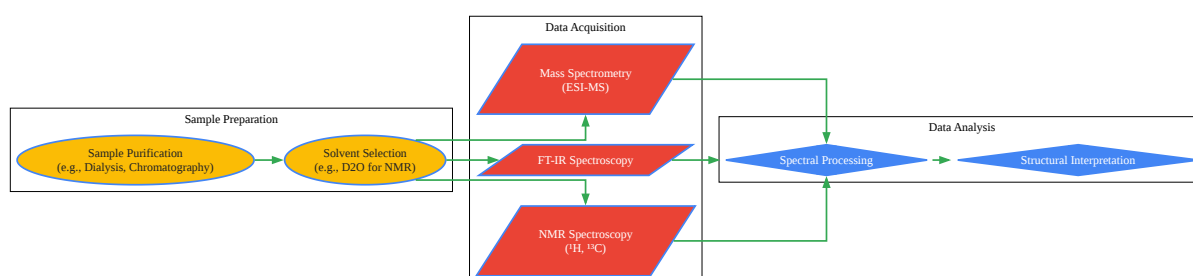 Sample Preparation
Sample Purification
(e.g., Dialysis, Chromatography)
Solvent Selection
(e.g., D2O for NMR)
Data Acquisition
Mass Spectrometry
(ESI-MS)
FT-IR Spectroscopy
NMR Spectroscopy
(¹H, ¹³C)
Data Analysis
Spectral Processing
Structural Interpretation